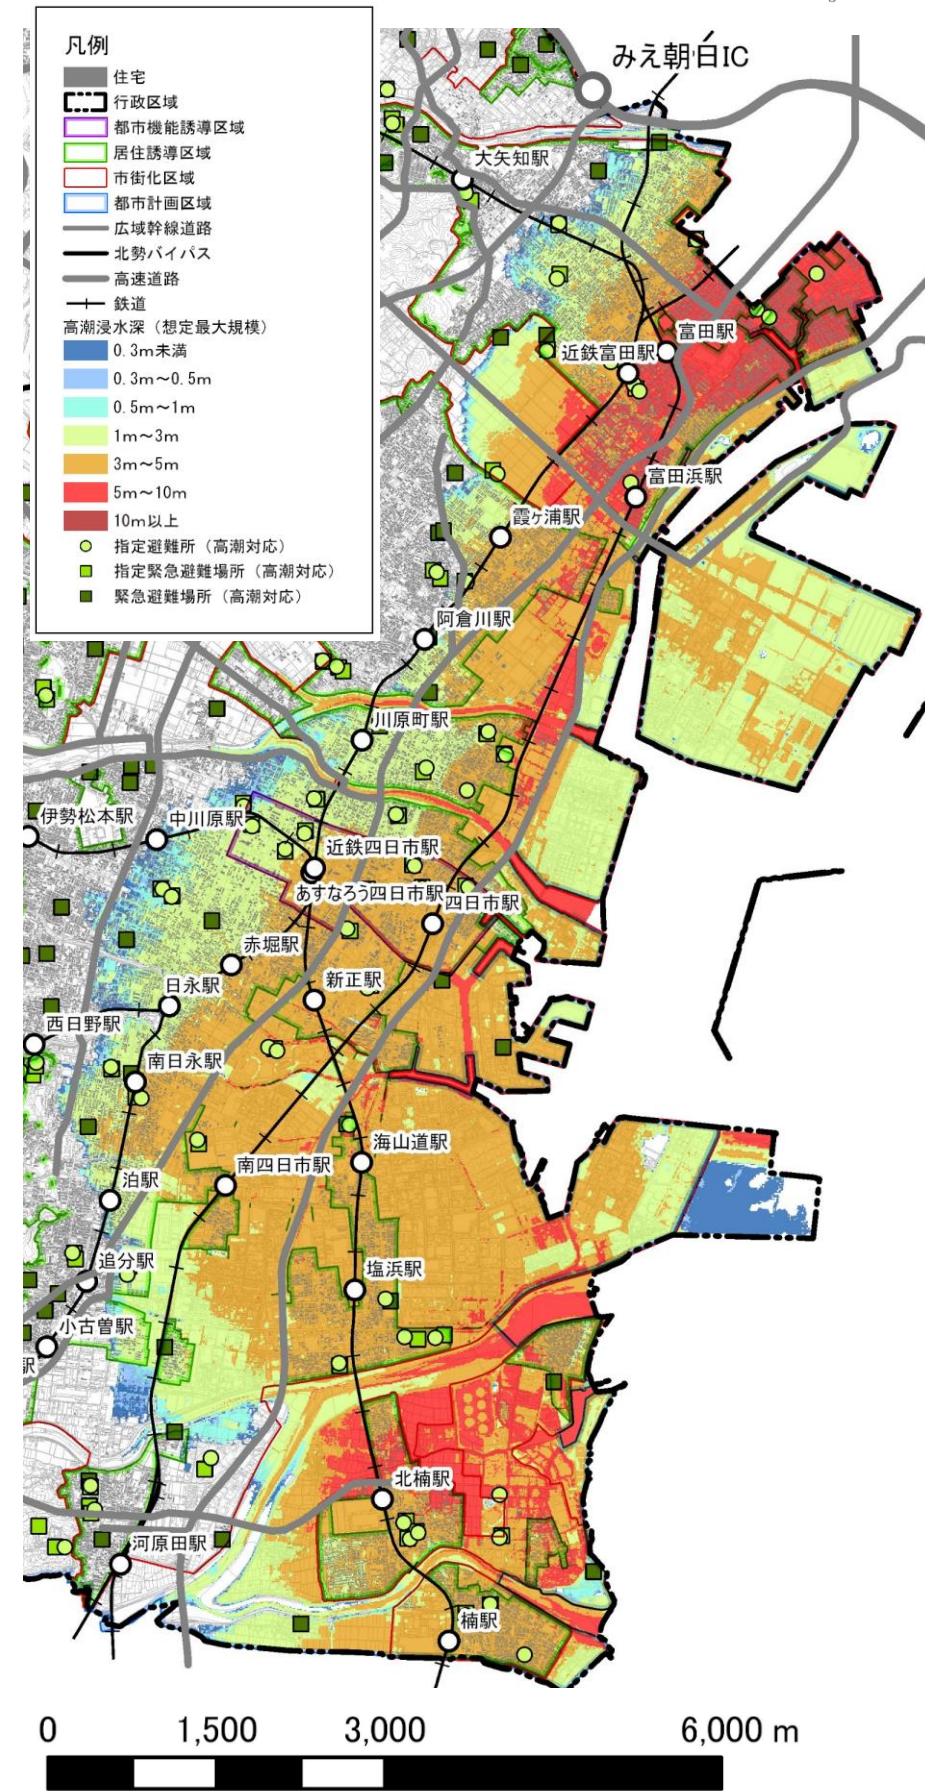 凡例
住宅
行政区域
都市機能誘導区域
居住誘導区域
市街化区域
都市計画区域
広域幹線道路
北勢バイパス
高速道路
鉄道
高潮浸水深（想定最大規模）
0.3m未満
0.3m～0.5m
0.5m～1m
1m～3m
3m～5m
5m～10m
10m以上
指定避難所（高潮対応）
指定緊急避難場所（高潮対応）
緊急避難場所（高潮対応）
みえ朝日IC
大矢知駅
富田駅
近鉄富田駅
富田浜駅
霞ヶ浦駅
阿倉川駅
川原町駅
伊勢松本駅
中川原駅
近鉄四日市駅
あすなろう四日市駅
四日市駅
赤堀駅
新正駅
日永駅
西日野駅
南日永駅
海山道駅
南四日市駅
泊駅
追分駅
塩浜駅
小古曽駅
駅
北楠駅
河原田駅
楠駅
0 1,500 3,000 6,000 m